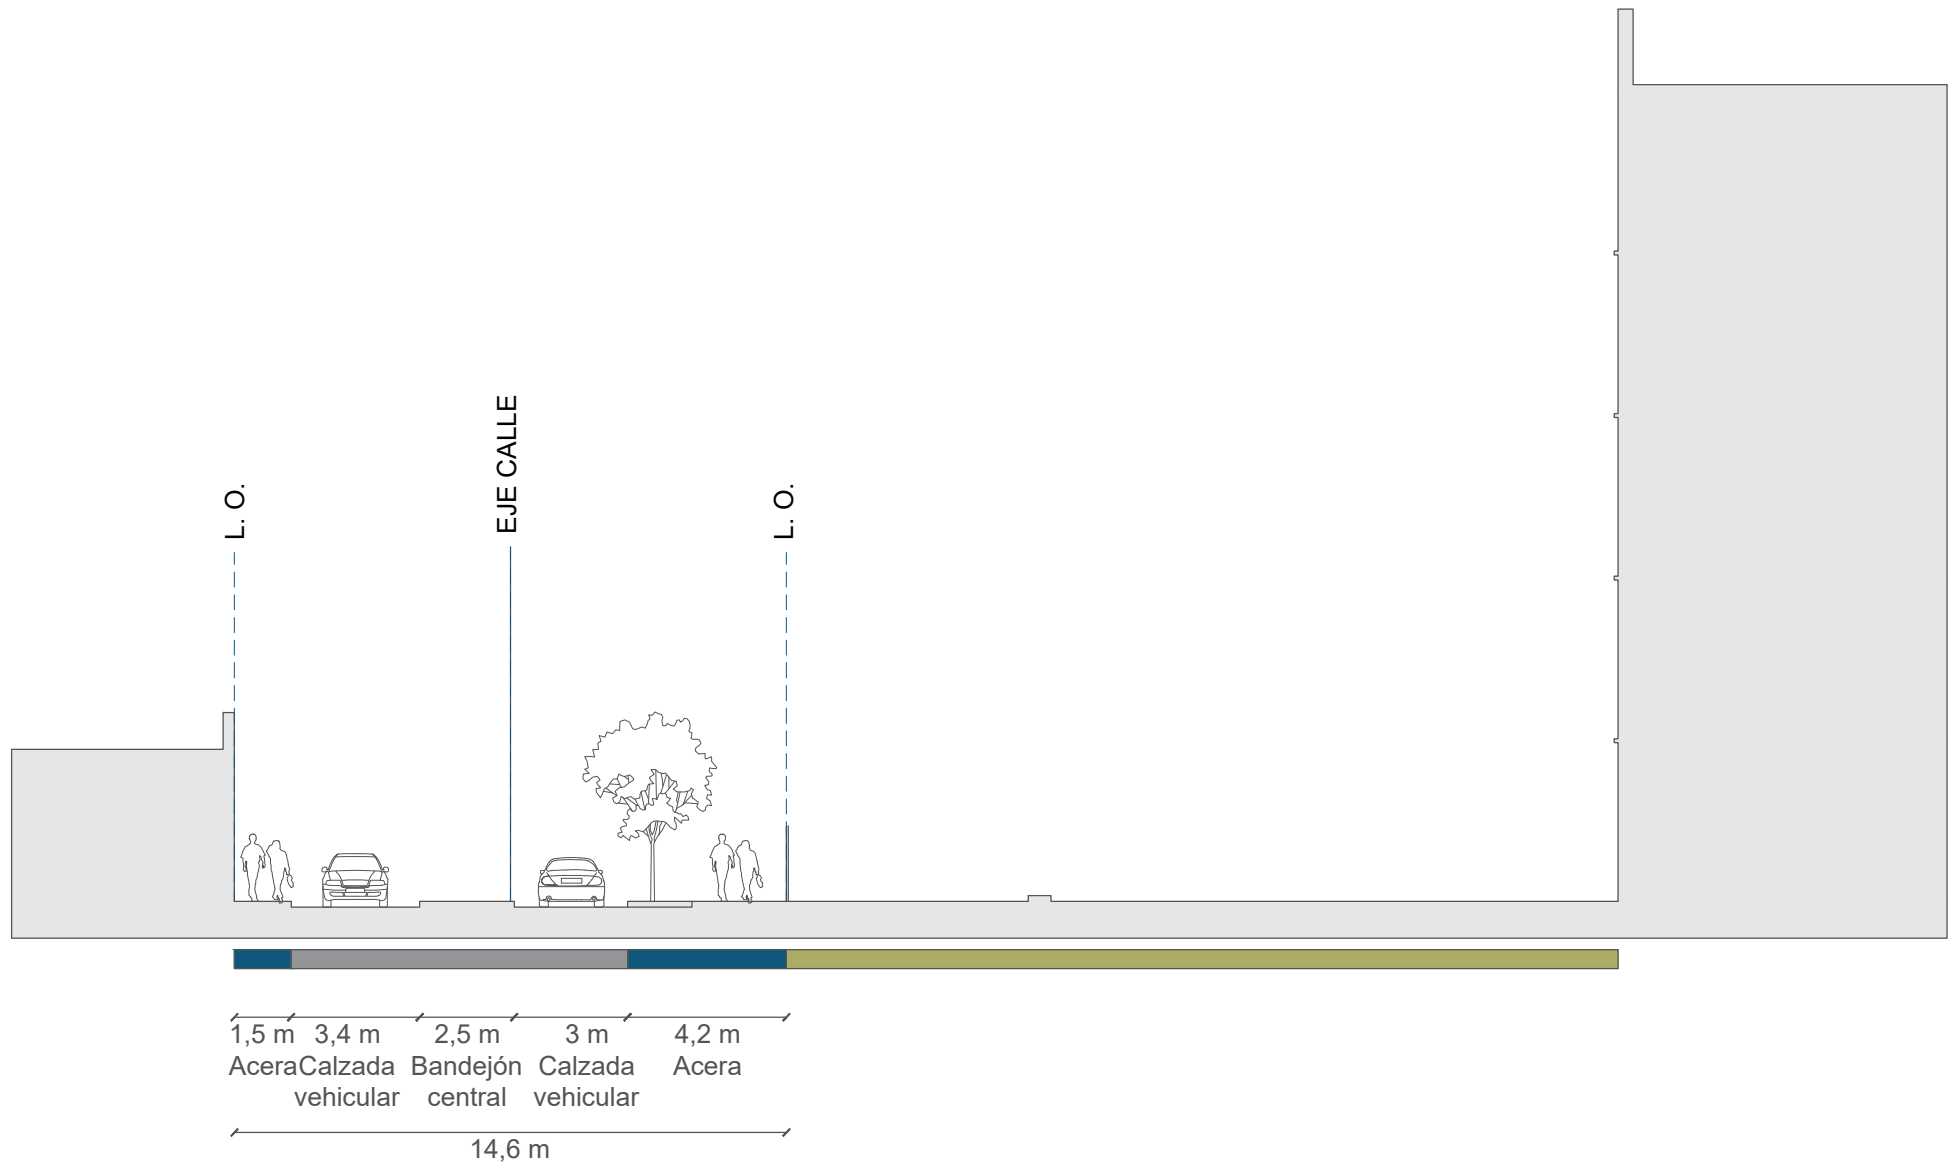 EJE CALLE
L. O.
L. O.
1,5 m 3,4 m 2,5 m 3 m 4,2 m
Acera Calzada Bandejón Calzada Acera
vehicular central vehicular
14,6 m